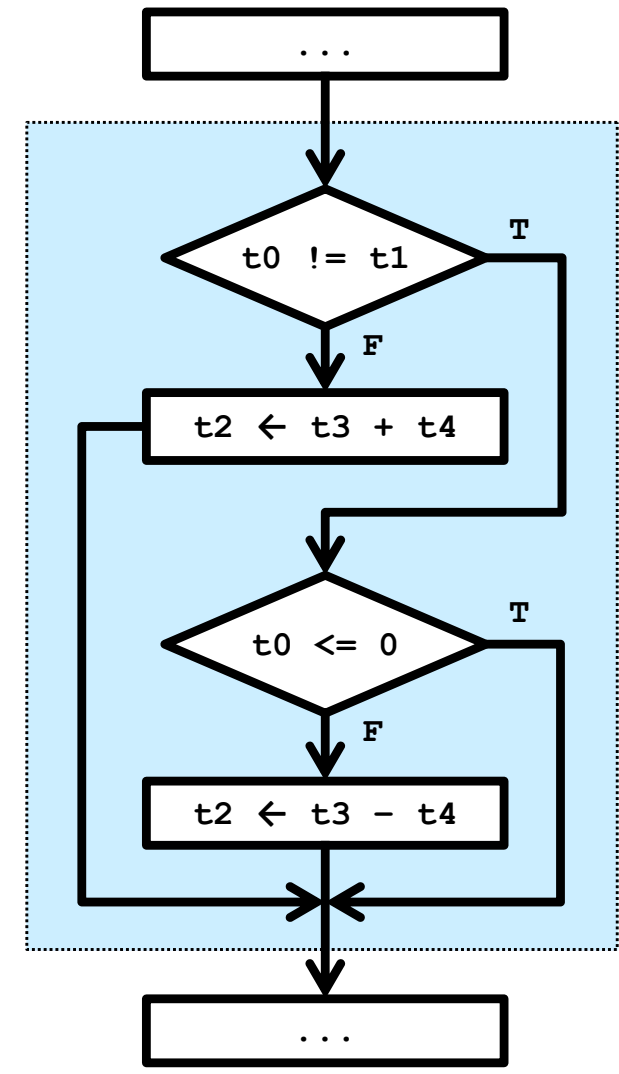 ...
t0 != t1
T
F
t2 ← t3 + t4
t0 <= 0
T
F
t2 ← t3 − t4
...